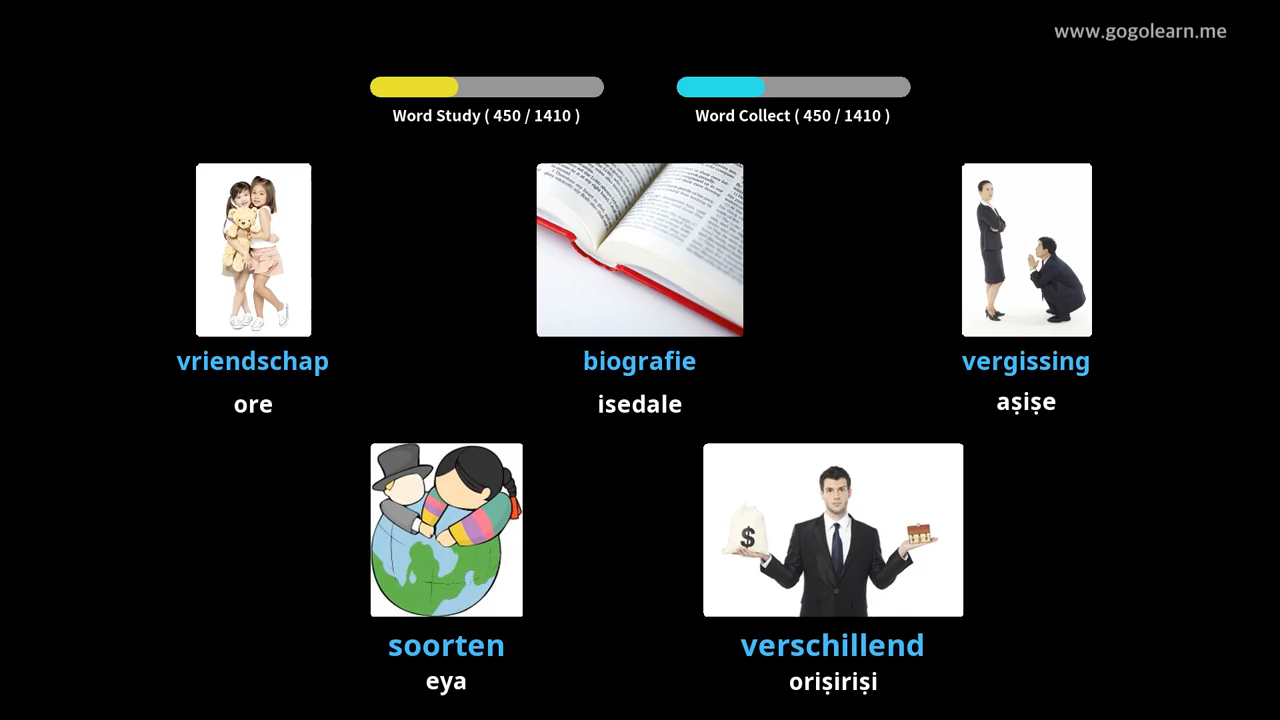 www.gogolearn.me
Word Study ( 450 / 1410 )
Word Collect ( 450 / 1410 )
vriendschap
ore
biografie
isedale
vergissing
aṣiṣe
$
soorten
eya
verschillend
oriṣiriṣi